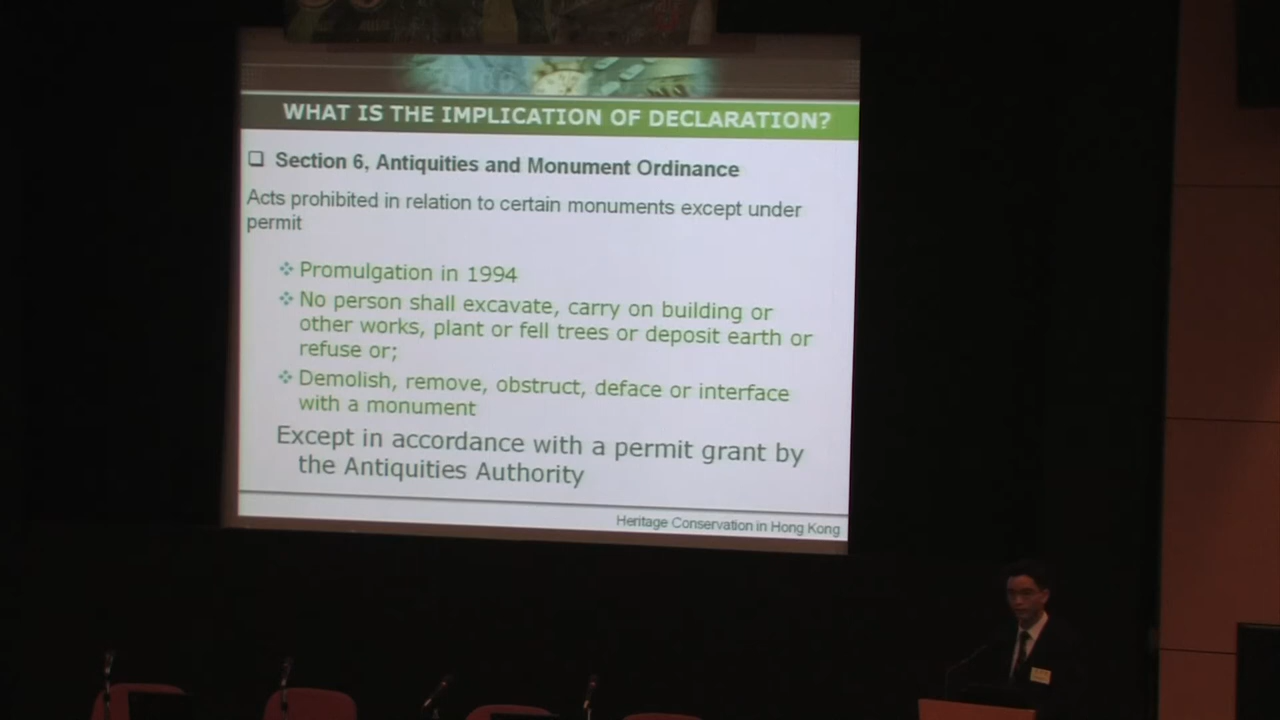 WHAT IS THE IMPLICATION OF DECLARATION?
Section 6, Antiquities and Monument Ordinance
Acts prohibited in relation to certain monuments except under
permit
Promulgation in 1994
No person shall excavate, carry on building or
other works, plant or fell trees or deposit earth or
refuse or;
Demolish, remove, obstruct, deface or interface
with a monument
Except in accordance with a permit grant by
the Antiquities Authority
Heritage Conservation in Hong Kong